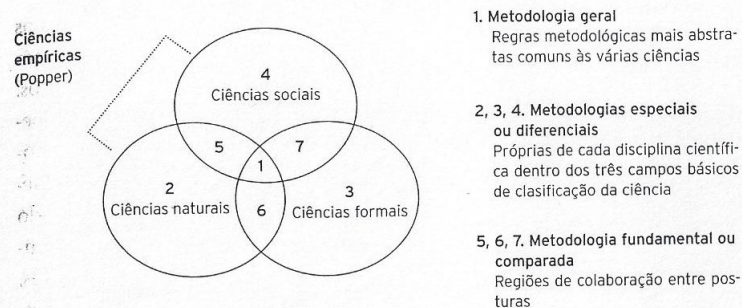 Ciências
empíricas
(Popper)
4
Ciências sociais
5
7
1
2
Ciências naturais
3
Ciências formais
6
1. Metodologia geral
Regras metodológicas mais abstra-
tas comuns às várias ciências
2, 3, 4. Metodologias especiais
ou diferenciais
Próprias de cada disciplina científi-
ca dentro dos três campos básicos
de clasificação da ciência
5, 6, 7. Metodologia fundamental ou
comparada
Regiões de colaboração entre pos-
turas